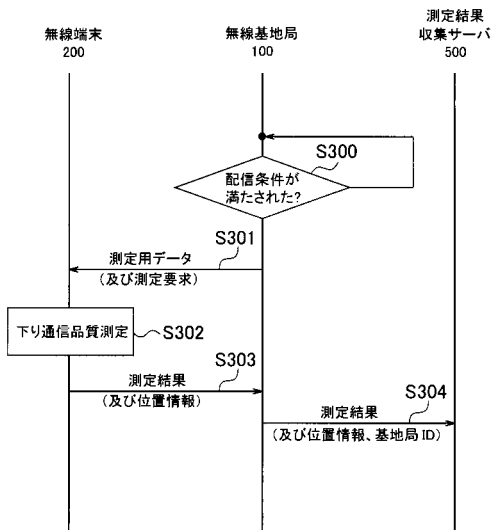 無線端末
200
無線基地局
100
測定結果
収集サーバ
500
S300
配信条件が
満たされた?
S301
測定用データ
(及び測定要求)
下り通信品質測定
S302
S303
測定結果
(及び位置情報)
S304
測定結果
(及び位置情報、基地局 ID)